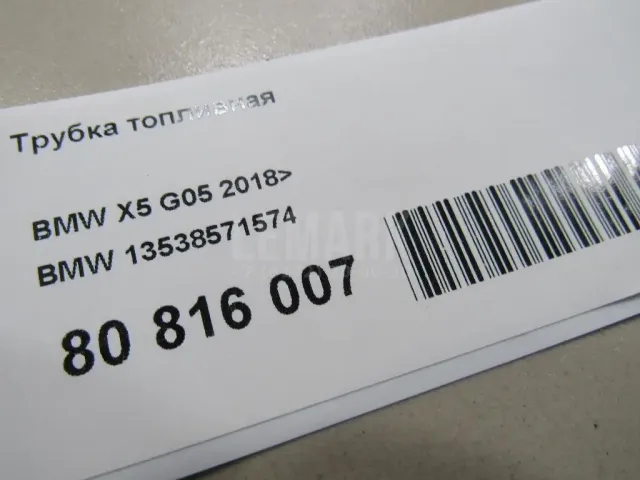 Трубка топливная
BMW X5 G05 2018>
BMW 13538571574
80 816 007